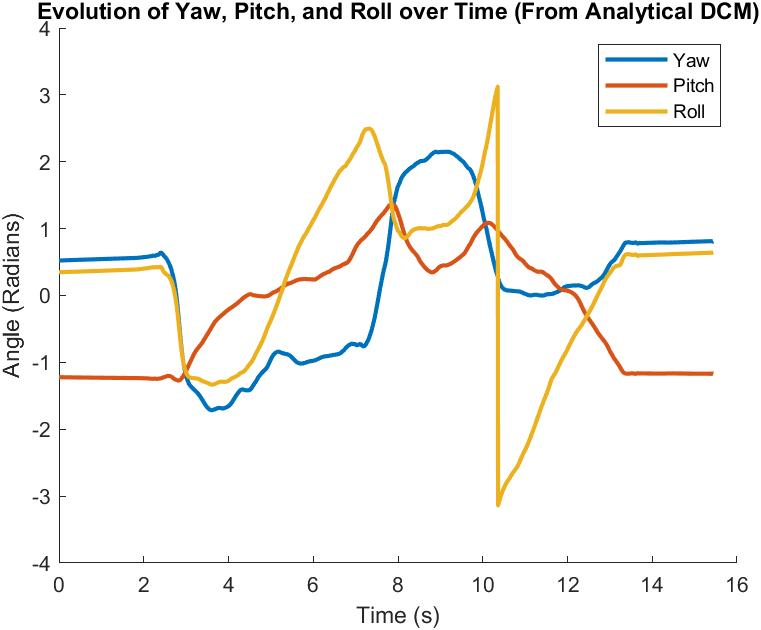 Evolution of Yaw, Pitch, and Roll over Time (From Analytical DCM)
4
3
2
1
0
-1
-2
-3
-4
Angle (Radians)
Yaw
Pitch
Roll
0 2 4 6 8 10 12 14 16
Time (s)